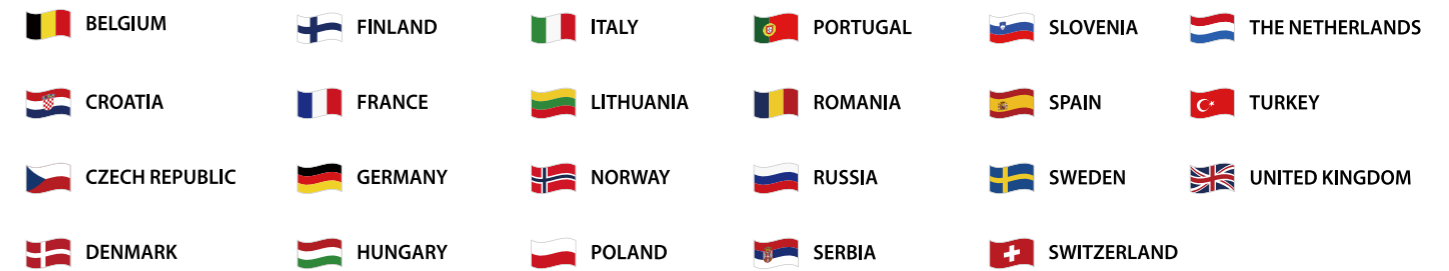 BELGIUM
CROATIA
CZECH REPUBLIC
DENMARK
FINLAND
FRANCE
GERMANY
HUNGARY
ITALY
LITHUANIA
NORWAY
POLAND
PORTUGAL
ROMANIA
RUSSIA
SERBIA
SLOVENIA
SPAIN
SWEDEN
SWITZERLAND
THE NETHERLANDS
TURKEY
UNITED KINGDOM